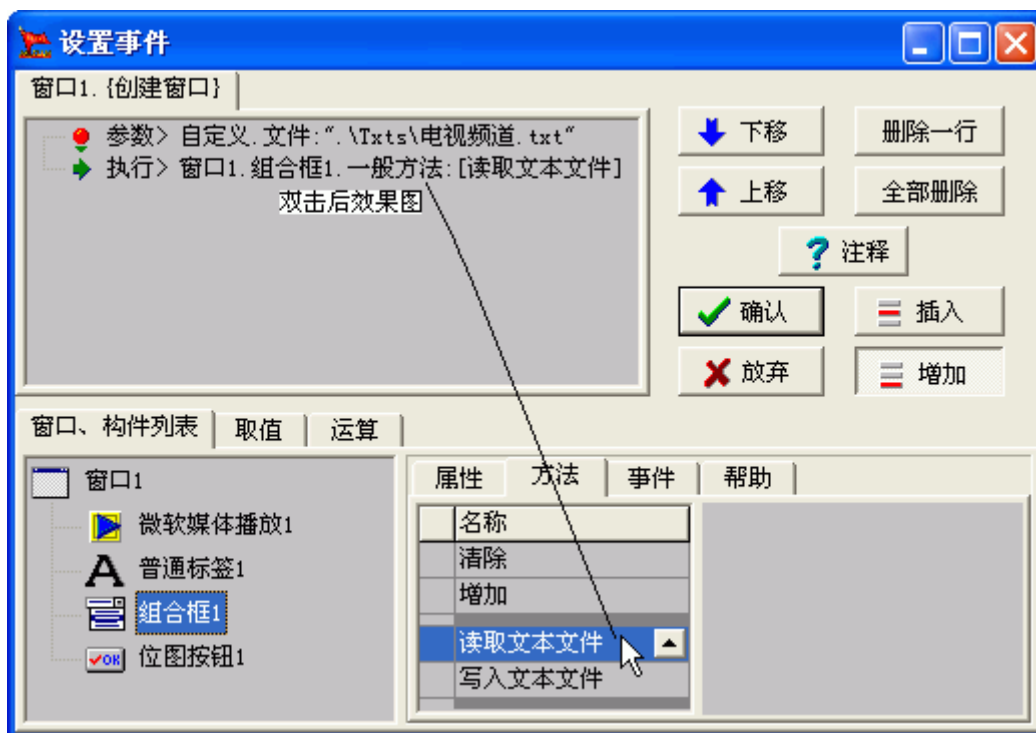 设置事件
窗口1. {创建窗口}
参数> 自定义.文件:".\Txts\电视频道.txt"
执行> 窗口1.组合框1.一般方法:[读取文本文件]
双击后效果图
下移
删除一行
上移
全部删除
? 注释
确认
插入
放弃
增加
窗口、构件列表
取值
运算
窗口1
微软媒体播放1
A 普通标签1
组合框1
OK 位图按钮1
属性
方法
事件
帮助
名称
清除
增加
读取文本文件
写入文本文件